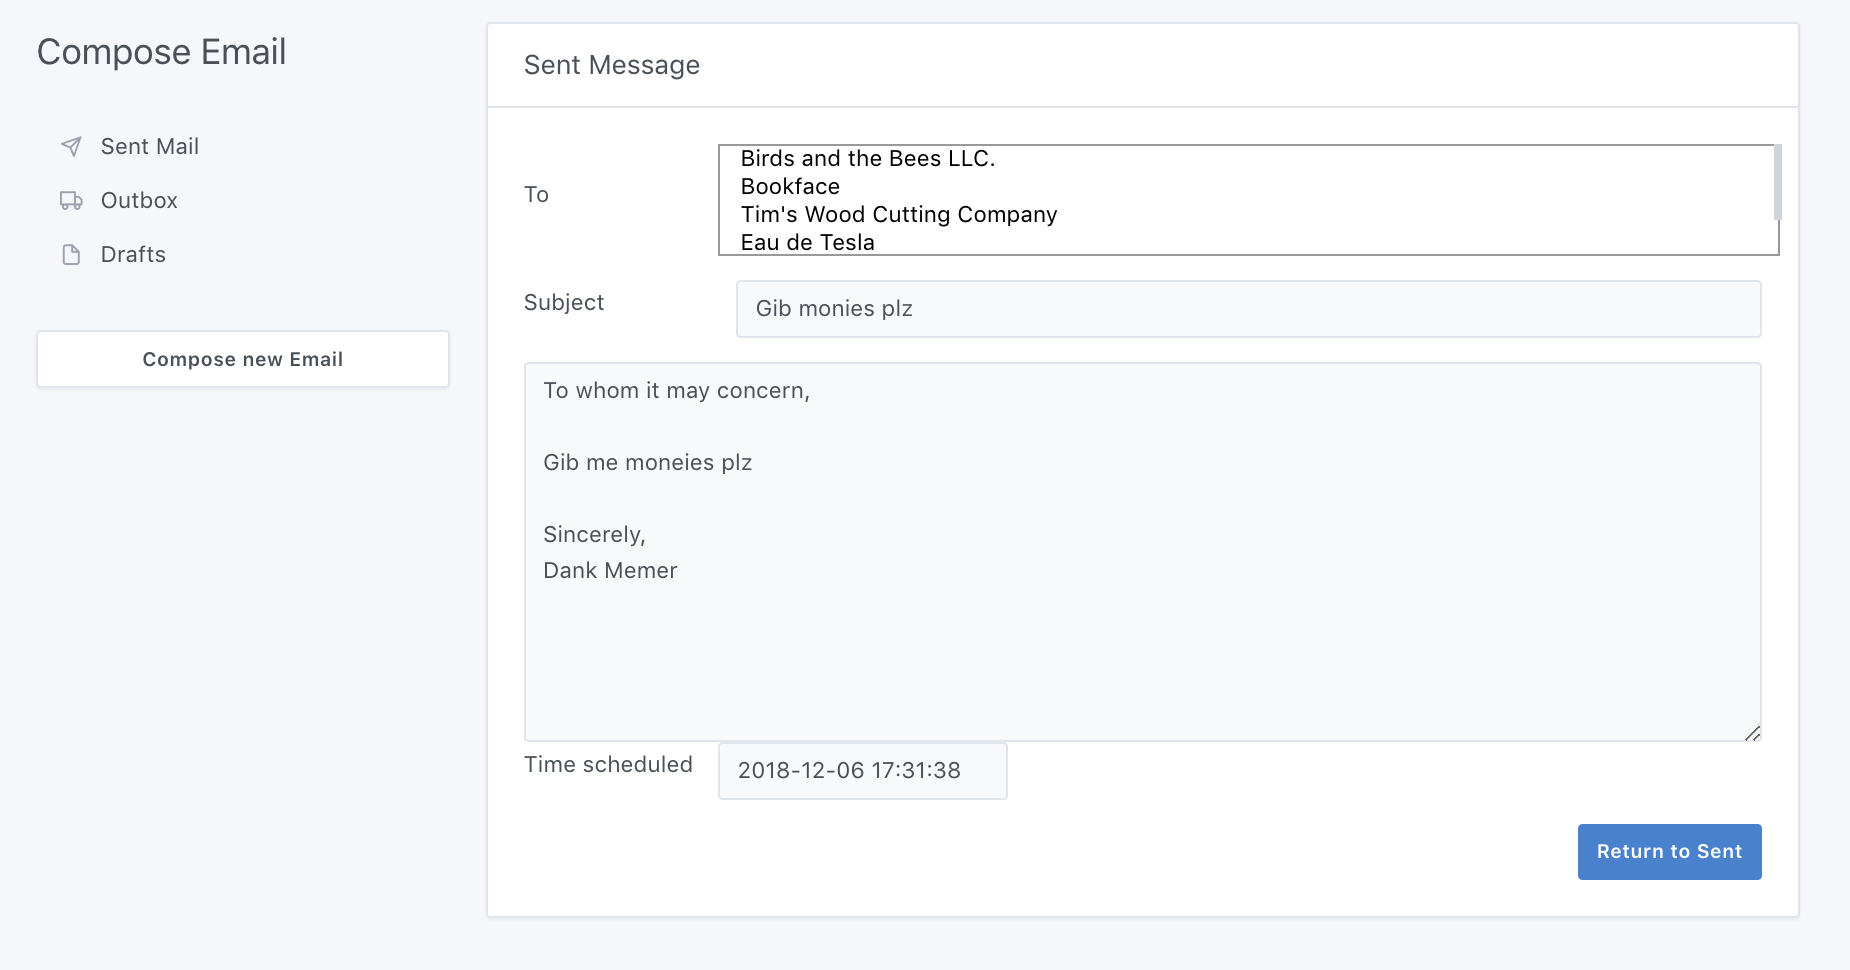 Compose Email
Sent Mail
Outbox
Drafts
Compose new Email
Sent Message
To
Birds and the Bees LLC.
Bookface
Tim's Wood Cutting Company
Eau de Tesla
Subject
Gib monies plz
To whom it may concern,
Gib me moneies plz
Sincerely,
Dank Memer
Time scheduled
2018-12-06 17:31:38
Return to Sent